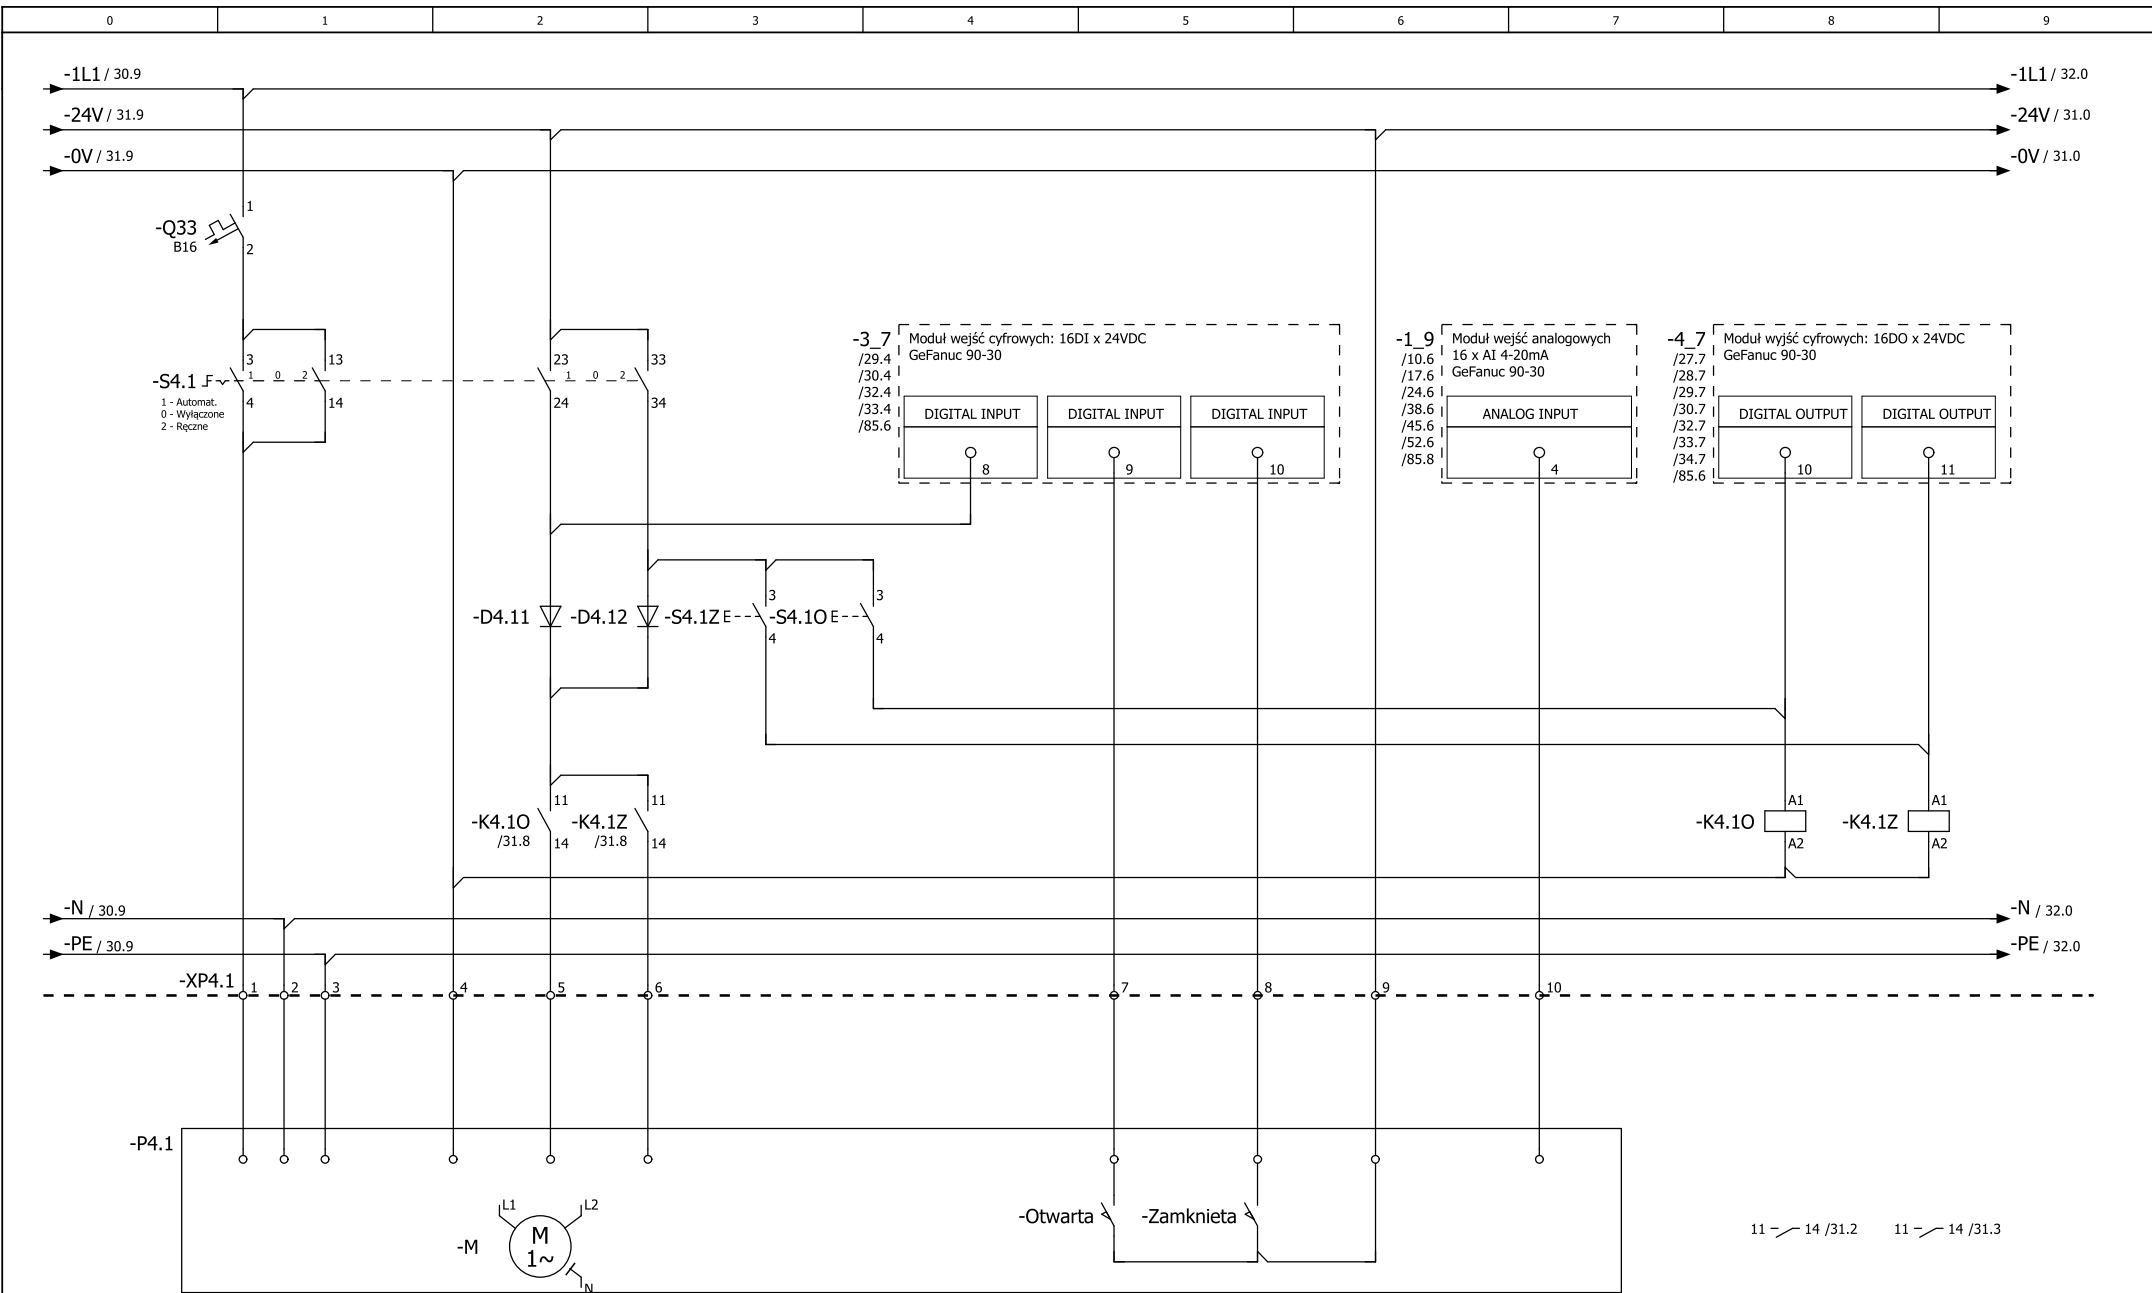 0 1 2 3 4 5 6 7 8 9
-1L1 / 30.9 -1L1 / 32.0
-24V / 31.9 -24V / 31.0
-0V / 31.9 -0V / 31.0
1
-Q33
B16
2
-3_7
/29.4
/30.4
/32.4
/33.4
/85.6
Moduł wejść cyfrowych: 16DI x 24VDC
GeFanuc 90-30
DIGITAL INPUT DIGITAL INPUT DIGITAL INPUT
8 9 10
-1_9
/10.6
/17.6
/24.6
/38.6
/45.6
/52.6
/85.8
Moduł wejść analogowych
16 x AI 4-20mA
GeFanuc 90-30
ANALOG INPUT
4
-4_7
/27.7
/28.7
/29.7
/30.7
/32.7
/33.7
/34.7
/85.6
Moduł wyjść cyfrowych: 16DO x 24VDC
GeFanuc 90-30
DIGITAL OUTPUT DIGITAL OUTPUT
10 11
3 13 23 33
-S4.1 1 0 2 1 0 2
4 14 24 34
1 - Automat.
0 - Wyłączone
2 - Ręczne
3 3
-D4.11 -D4.12 -S4.1Z -S4.1O
4 4
11 11 A1 A1
-K4.1O -K4.1Z -K4.1O -K4.1Z
/31.8 /31.8
14 14 A2 A2
-N / 30.9 -N / 32.0
-PE / 30.9 -PE / 32.0
-XP4.1 1 2 3 4 5 6 7 8 9 10
-P4.1
L1 L2
-M M
1~
N
-Otwarta -Zamknieta
11 14 /31.2 11 14 /31.3